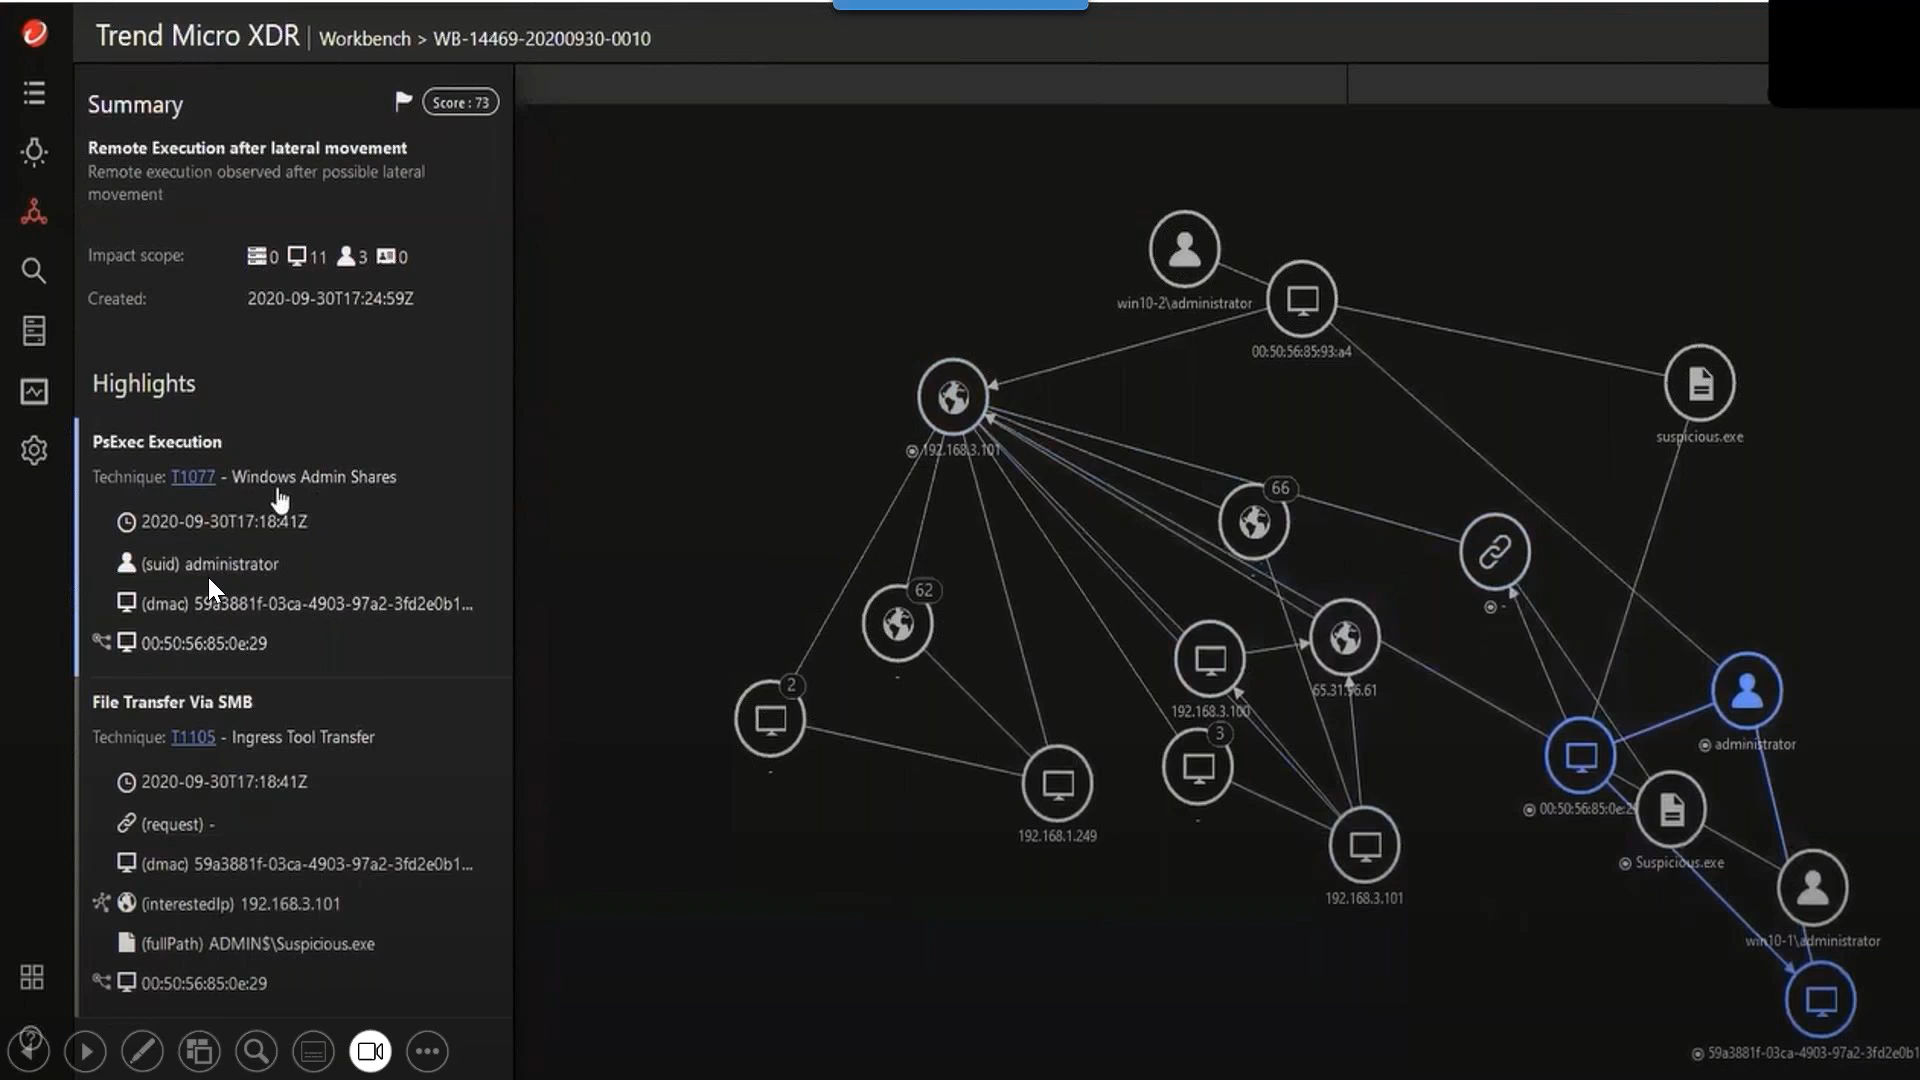 Trend Micro XDR | Workbench > WB-14469-20200930-0010
Summary
Score : 73
Remote Execution after lateral movement
Remote execution observed after possible lateral
movement
Impact scope: 0 11 3 0
Created: 2020-09-30T17:24:59Z
Highlights
PsExec Execution
Technique: T1077 - Windows Admin Shares
2020-09-30T17:18:41Z
(suid) administrator
(dmac) 59a3881f-03ca-4903-97a2-3fd2e0b1...
00:50:56:85:0e:29
File Transfer Via SMB
Technique: T1105 - Ingress Tool Transfer
2020-09-30T17:18:41Z
(request) -
(dmac) 59a3881f-03ca-4903-97a2-3fd2e0b1...
(interestedIp) 192.168.3.101
(fullPath) ADMIN$\Suspicious.exe
00:50:56:85:0e:29
win10-2\administrator
00:50:56:85:93:a4
suspicious.exe
192.168.3.101
66
-
62
-
2
-
192.168.1.249
192.168.3.100
65.31.96.61
3
-
192.168.3.101
-
administrator
00:50:56:85:0e:2
Suspicious.exe
win10-1\administrator
59a3881f-03ca-4903-97a2-3fd2e0b1